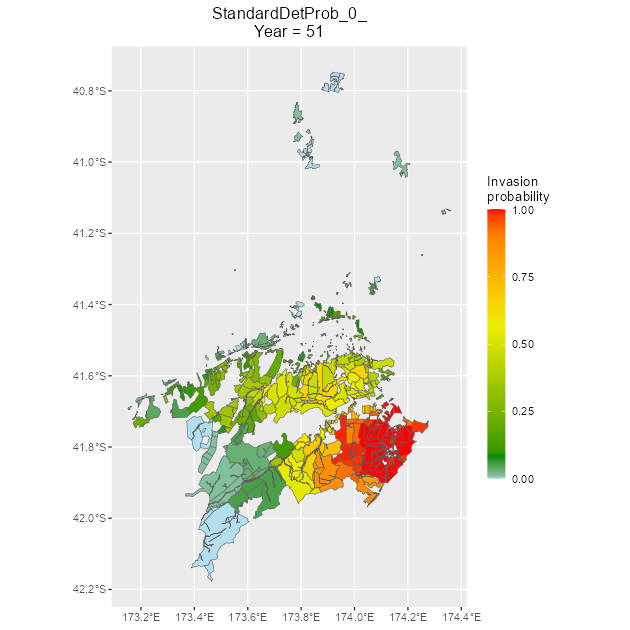 StandardDetProb_0_
Year = 51
40.8°S
41.0°S
41.2°S
41.4°S
41.6°S
41.8°S
42.0°S
42.2°S
173.2°E 173.4°E 173.6°E 173.8°E 174.0°E 174.2°E 174.4°E
Invasion
probability
1.00
0.75
0.50
0.25
0.00